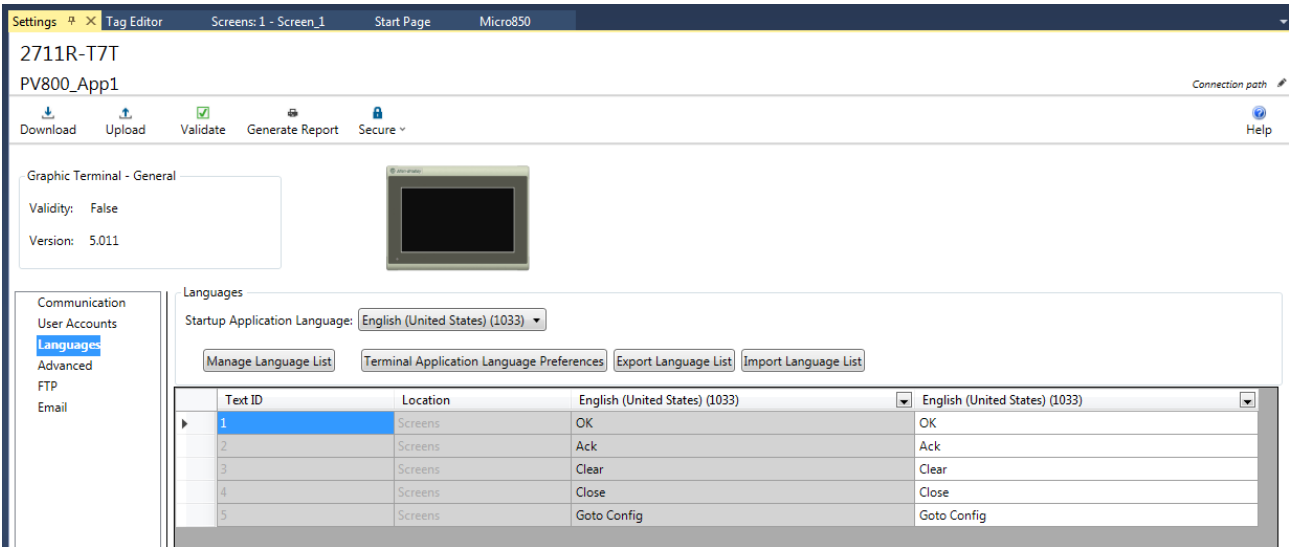 Settings Tag Editor Screens: 1 - Screen_1 Start Page Micro850
2711R-T7T
PV800_App1
Connection path
Download Upload Validate Generate Report Secure Help
Graphic Terminal - General
Validity: False
Version: 5.011
Communication
User Accounts
Languages
Advanced
FTP
Email
Languages
Startup Application Language: English (United States) (1033)
Manage Language List Terminal Application Language Preferences Export Language List Import Language List
Text ID Location English (United States) (1033) English (United States) (1033)
1 Screens OK OK
2 Screens Ack Ack
3 Screens Clear Clear
4 Screens Close Close
5 Screens Goto Config Goto Config